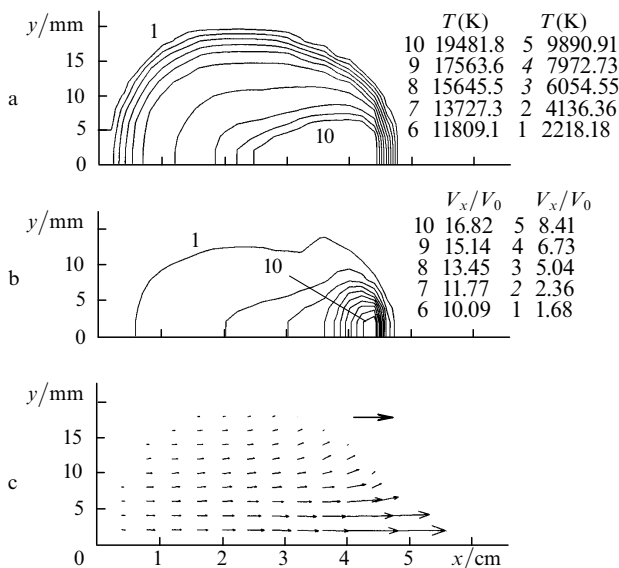 y/mm T(K) T(K)
15 1 10 19481.8 5 9890.91
9 17563.6 4 7972.73
a 10 8 15645.5 3 6054.55
7 13727.3 2 4136.36
5 10 6 11809.1 1 2218.18
0
y/mm Vx/V0 Vx/V0
10 16.82 5 8.41
10 1 9 15.14 4 6.73
b 10 8 13.45 3 5.04
5 7 11.77 2 2.36
0 6 10.09 1 1.68
y/mm
15
10
c
5
0 1 2 3 4 5 x/cm